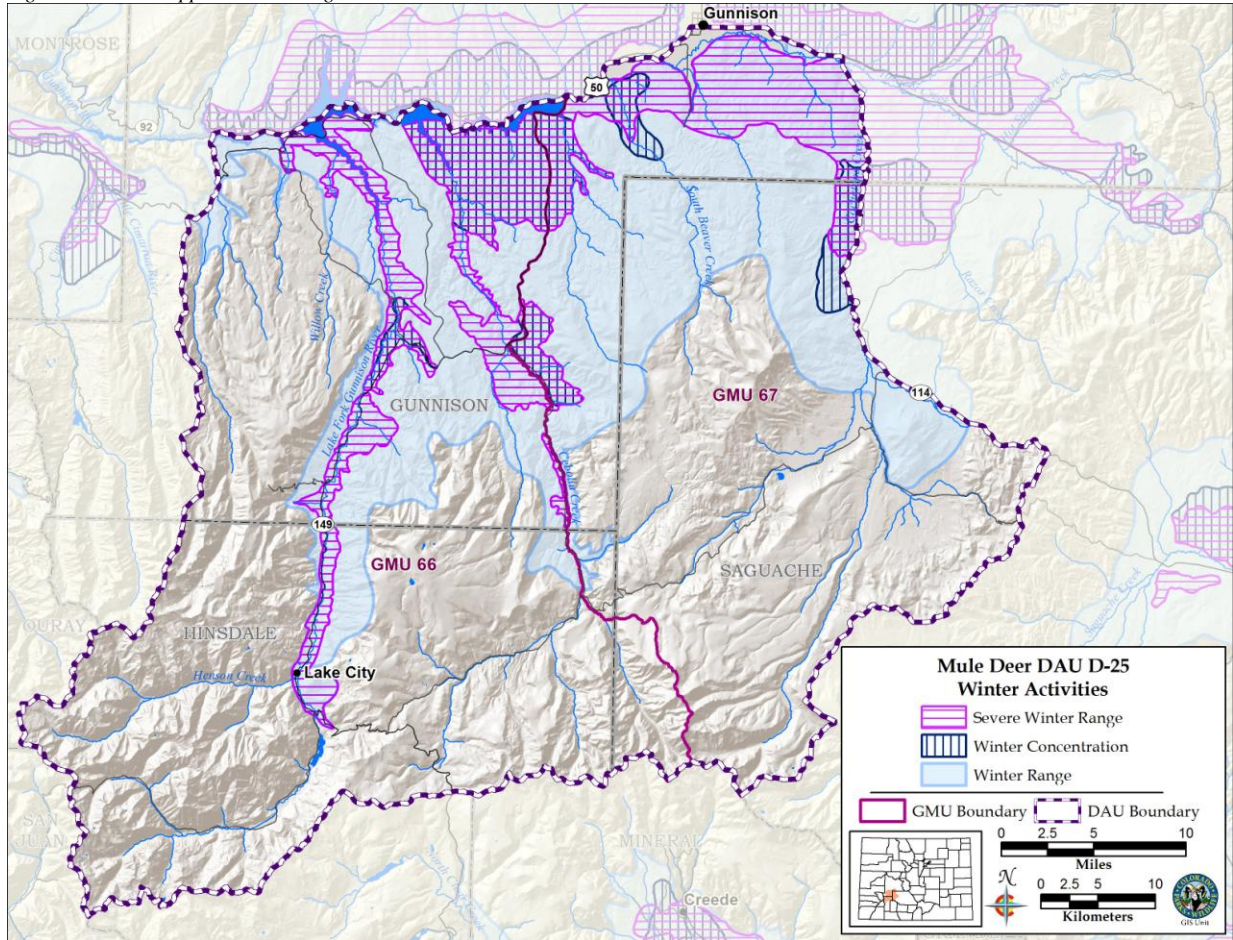 Gunnison
MONTROSE
50
92
South Beaver Creek
Willow Creek
Lake Fork Gunnison River
GMU 67
114
GUNNISON
Cebolla Creek
149
GMU 66
SAGUACHE
OURAY
HINSDALE
Saguache Creek
Lake City
Henson Creek
SAN
JUAN
MINERAL
Creede
Mule Deer DAU D-25
Winter Activities
Severe Winter Range
Winter Concentration
Winter Range
GMU Boundary
DAU Boundary
0 2.5 5 10
Miles
N
0 2.5 5 10
Kilometers
GIS Unit